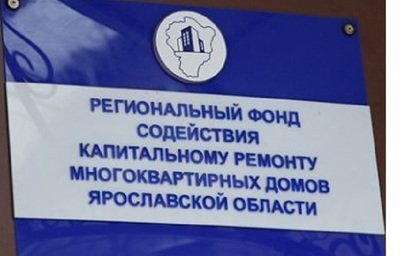 РЕГИОНАЛЬНЫЙ ФОНД
СОДЕЙСТВИЯ
КАПИТАЛЬНОМУ РЕМОНТУ
МНОГОКВАРТИРНЫХ ДОМОВ
ЯРОСЛАВСКОЙ ОБЛАСТИ